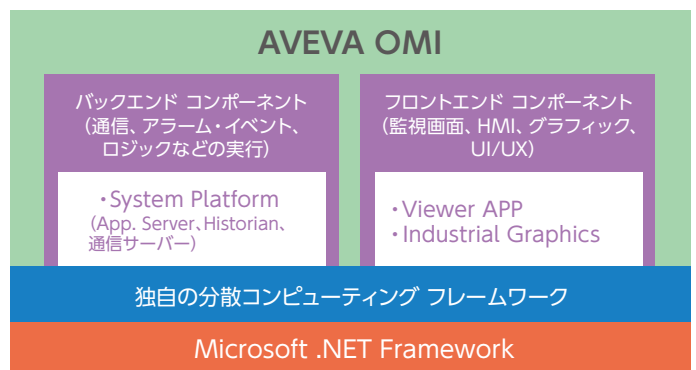 AVEVA OMI
バックエンド コンポーネント
（通信、アラーム・イベント、
ロジックなどの実行）
・System Platform
（App. Server、Historian、
通信サーバー）
フロントエンド コンポーネント
（監視画面、HMI、グラフィック、
UI/UX）
・Viewer APP
・Industrial Graphics
独自の分散コンピューティング フレームワーク
Microsoft .NET Framework